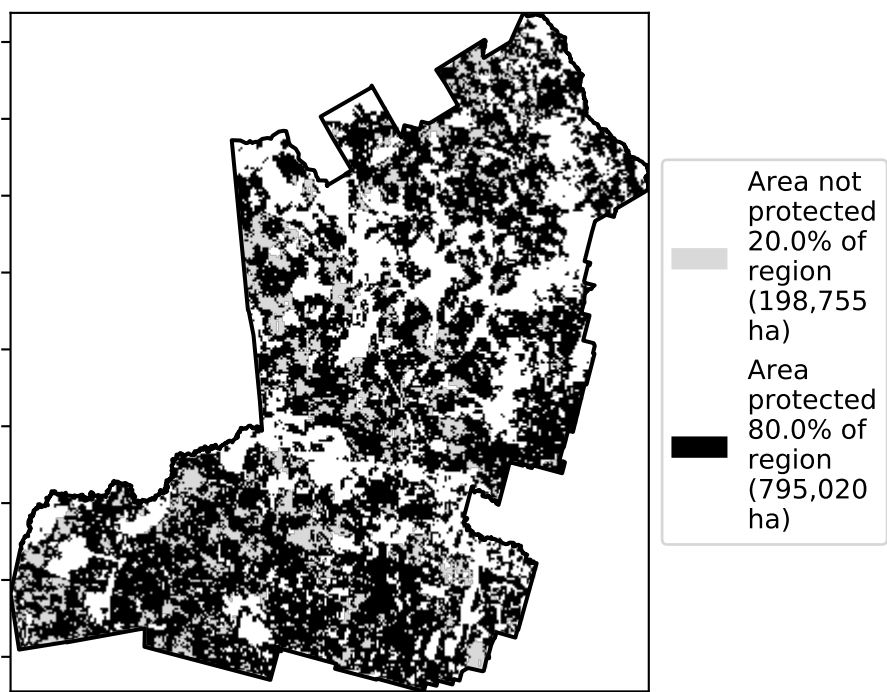 Area not
protected
20.0% of
region
(198,755
ha)
Area
protected
80.0% of
region
(795,020
ha)